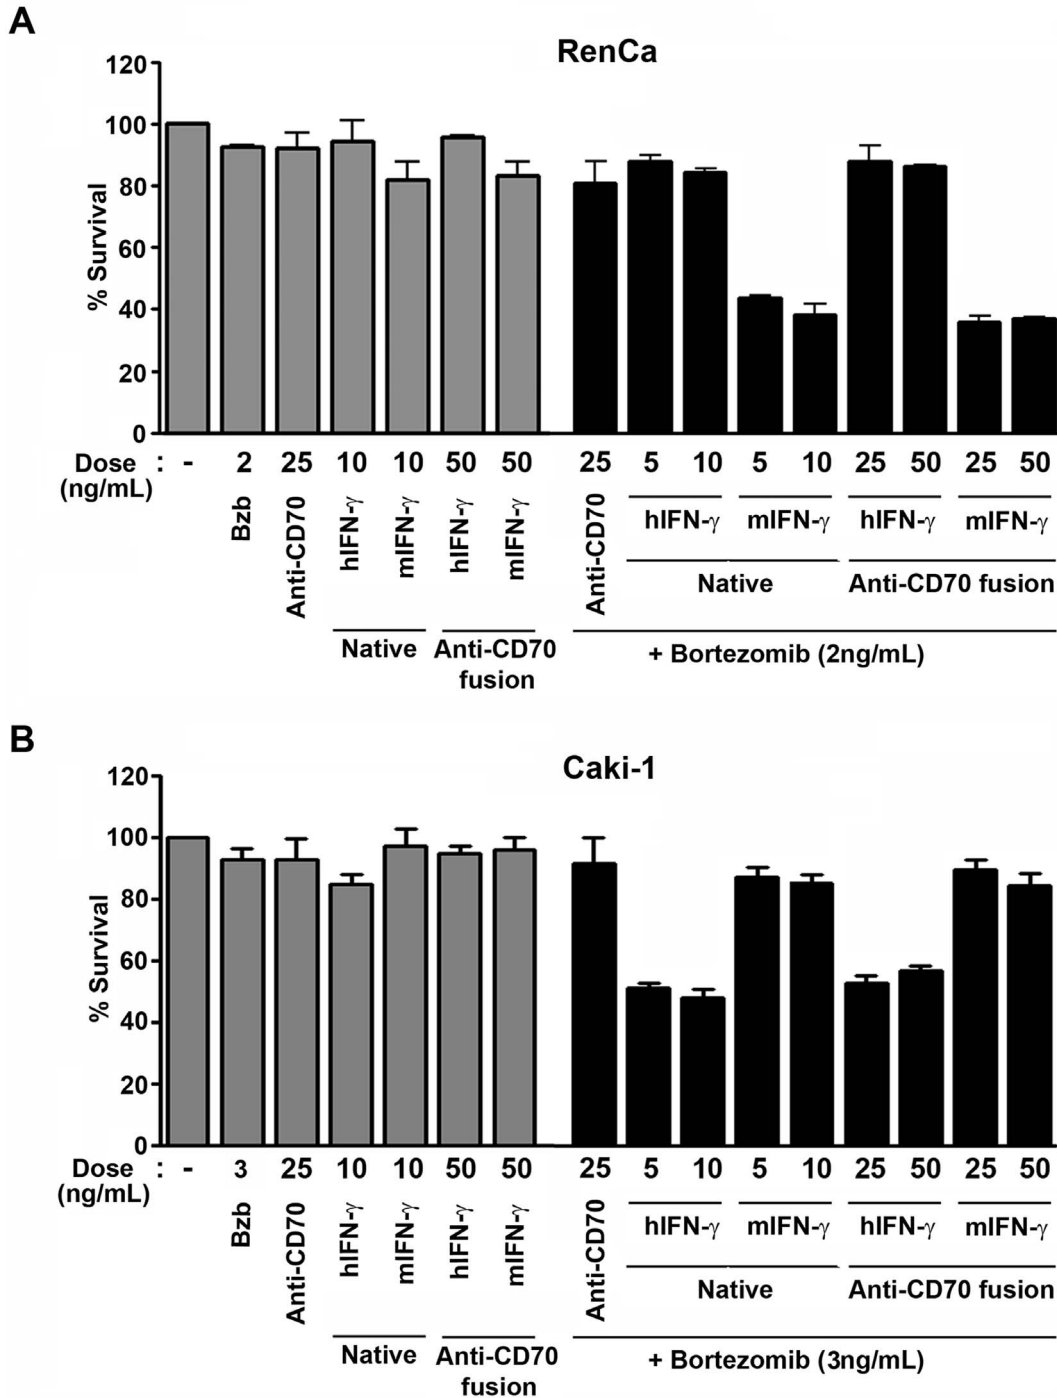 A
RenCa
120
100
80
60
40
20
0
% Survival
Dose : - 2 25 10 10 50 50 25 5 10 5 10 25 50 25 50
(ng/mL)
Bzb
Anti-CD70
hIFN-γ
mIFN-γ
hIFN-γ
mIFN-γ
Anti-CD70
hIFN-γ mIFN-γ hIFN-γ mIFN-γ
Native Anti-CD70 fusion
Native Anti-CD70
fusion
+ Bortezomib (2ng/mL)
B
Caki-1
120
100
80
60
40
20
0
% Survival
Dose : - 3 25 10 10 50 50 25 5 10 5 10 25 50 25 50
(ng/mL)
Bzb
Anti-CD70
hIFN-γ
mIFN-γ
hIFN-γ
mIFN-γ
Anti-CD70
hIFN-γ mIFN-γ hIFN-γ mIFN-γ
Native Anti-CD70 fusion
Native Anti-CD70
fusion
+ Bortezomib (3ng/mL)